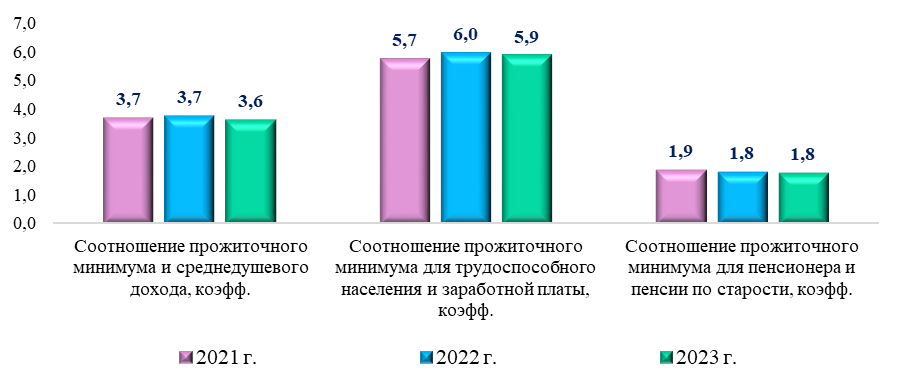 7,0
6,0
5,0
4,0
3,0
2,0
1,0
0,0
3,7
3,7
3,6
5,7
6,0
5,9
1,9
1,8
1,8
Соотношение прожиточного
минимума и среднедушевого
дохода, коэфф.
Соотношение прожиточного
минимума для трудоспособного
населения и заработной платы,
коэфф.
Соотношение прожиточного
минимума для пенсионера и
пенсии по старости, коэфф.
2021 г.
2022 г.
2023 г.